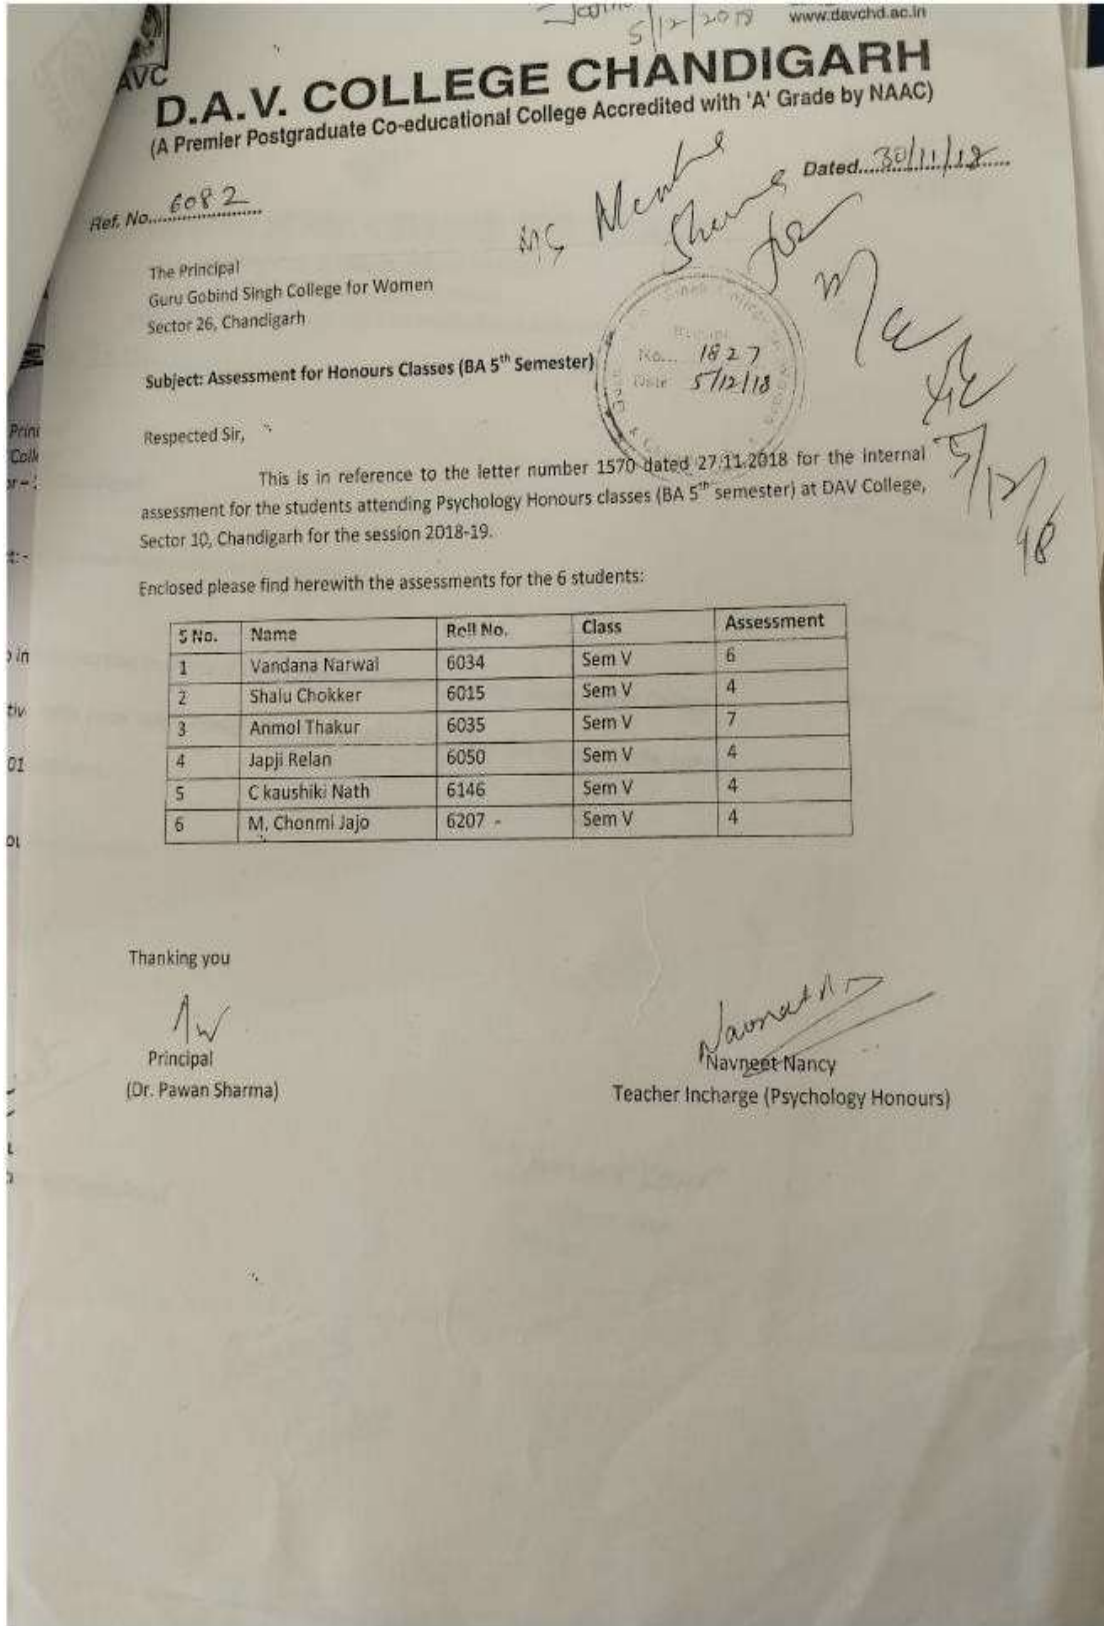 5/12/2018
www.davchd.ac.in
AVC
D.A.V. COLLEGE CHANDIGARH
(A Premier Postgraduate Co-educational College Accredited with 'A' Grade by NAAC)
Dated....30/11/18....
Ref. No....6082....
MS
The Principal
Guru Gobind Singh College for Women
Sector 26, Chandigarh
No... 1827
Date 5/12/18
Subject: Assessment for Honours Classes (BA 5th Semester)
Respected Sir,
This is in reference to the letter number 1570 dated 27.11.2018 for the internal
assessment for the students attending Psychology Honours classes (BA 5th semester) at DAV College,
Sector 10, Chandigarh for the session 2018-19.
5/12/18
Enclosed please find herewith the assessments for the 6 students:
S No. Name Roll No. Class Assessment
1 Vandana Narwal 6034 Sem V 6
2 Shalu Chokker 6015 Sem V 4
3 Anmol Thakur 6035 Sem V 7
4 Japji Relan 6050 Sem V 4
5 C kaushiki Nath 6146 Sem V 4
6 M. Chonmi Jajo 6207 - Sem V 4
Thanking you
Principal
(Dr. Pawan Sharma)
Navneet Nancy
Teacher Incharge (Psychology Honours)